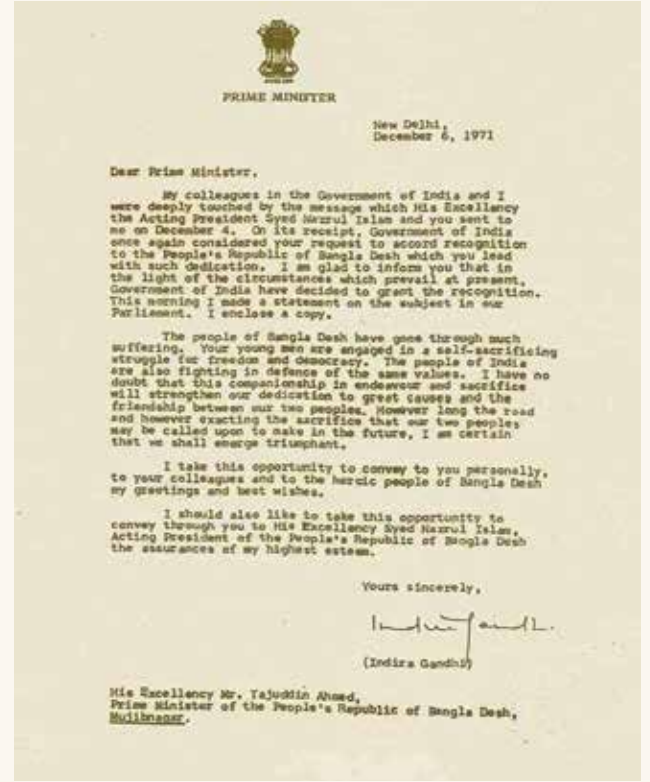 PRIME MINISTER
New Delhi,
December 6, 1971
Dear Prime Minister,
My colleagues in the Government of India and I
were deeply touched by the message which His Excellency
the Acting President Syed Nazrul Islam and you sent to
me on December 4. On its receipt, Government of India
once again considered your request to accord recognition
to the People's Republic of Bangla Desh which you lead
with such dedication. I am glad to inform you that in
the light of the circumstances which prevail at present,
Government of India have decided to grant the recognition.
This morning I made a statement on the subject in our
Parliament. I enclose a copy.
The people of Bangla Desh have gone through much
suffering. Your young men are engaged in a self-sacrificing
struggle for freedom and democracy. The people of India
are also fighting in defence of the same values. I have no
doubt that this companionship in endeavour and sacrifice
will strengthen our dedication to great causes and the
friendship between our two peoples. However long the road
and however exacting the sacrifice that our two peoples
may be called upon to make in the future, I am certain
that we shall emerge triumphant.
I take this opportunity to convey to you personally,
to your colleagues and to the heroic people of Bangla Desh
my greetings and best wishes.
I should also like to take this opportunity to
convey through you to His Excellency Syed Nazrul Islam,
Acting President of the People's Republic of Bangla Desh
the assurances of my highest esteem.
Yours sincerely,
Indira Gandhi
(Indira Gandhi)
His Excellency Mr. Tajuddin Ahmed,
Prime Minister of the People's Republic of Bangla Desh,
Mujibnagar.